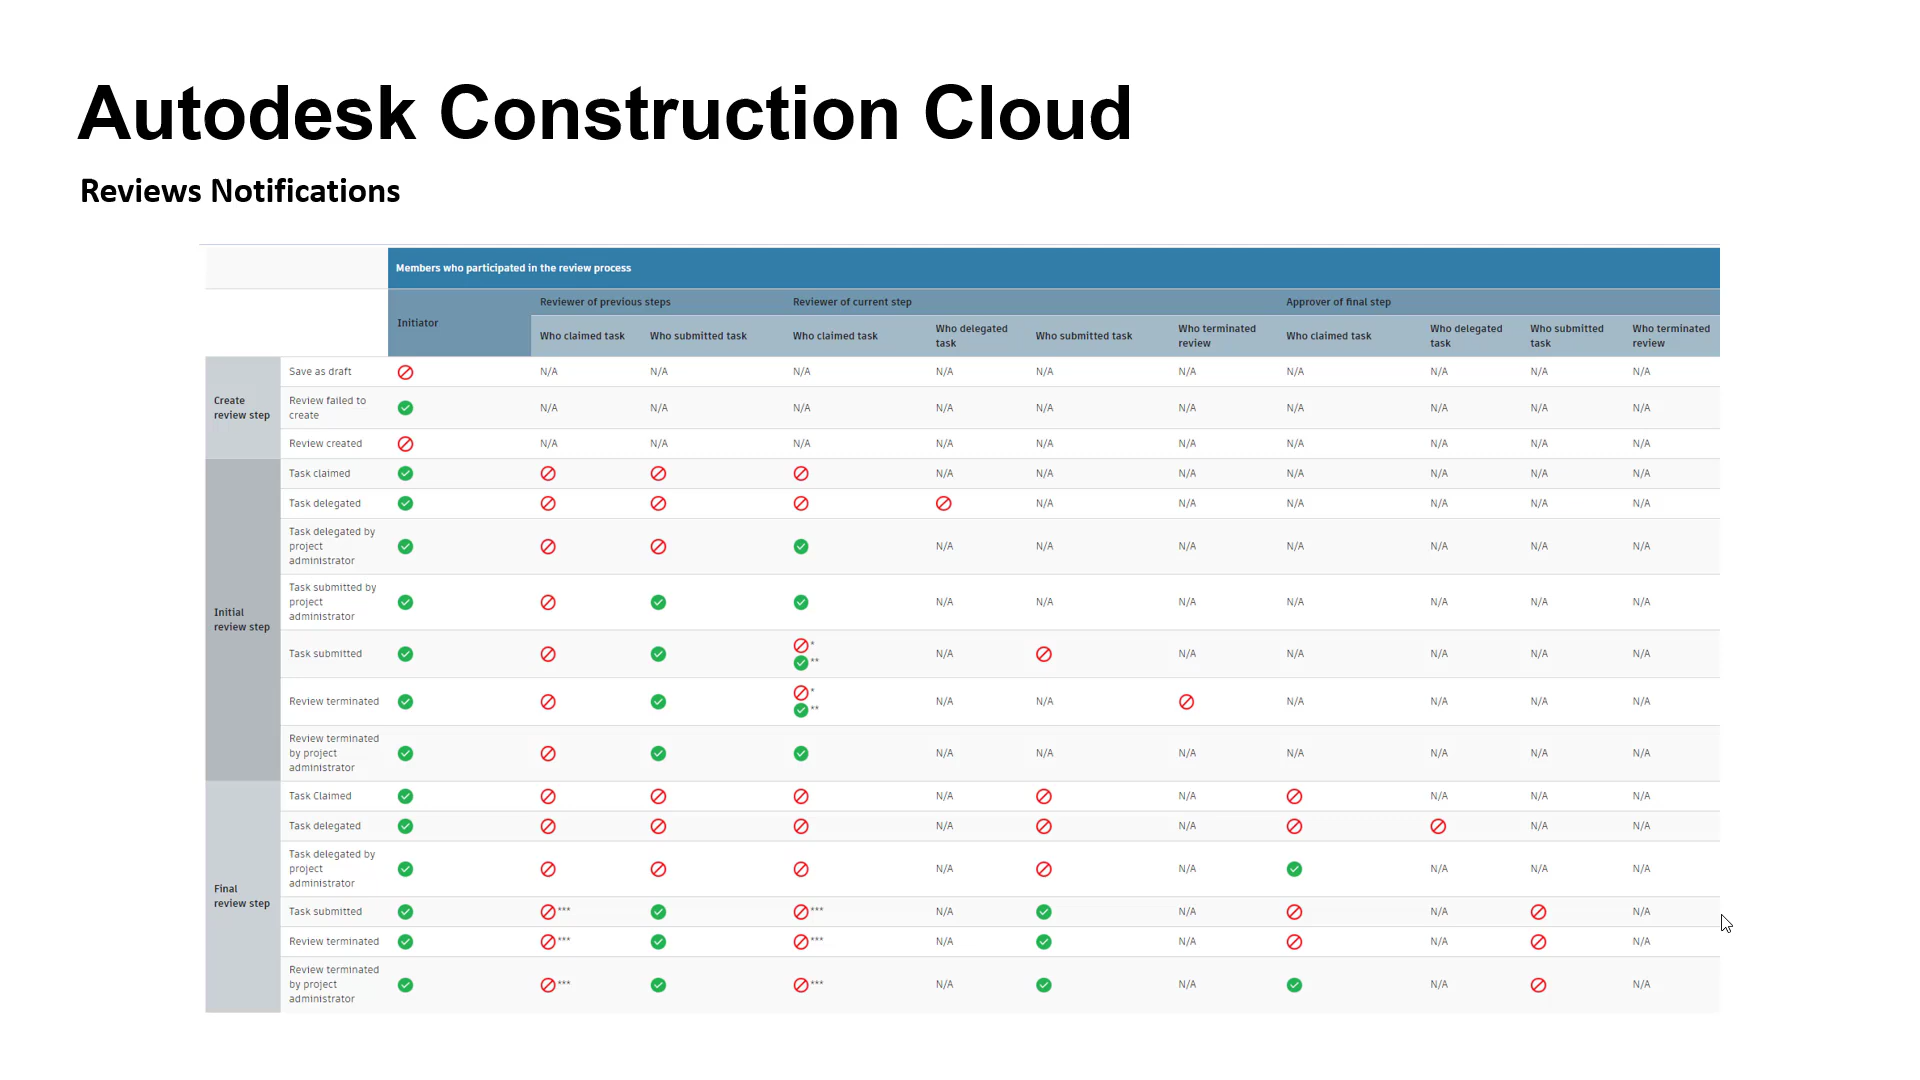 Autodesk Construction Cloud
Reviews Notifications
Members who participated in the review process
Initiator
Reviewer of previous steps
Reviewer of current step
Approver of final step
Who claimed task
Who submitted task
Who claimed task
Who delegated
task
Who submitted task
Who terminated
review
Who claimed task
Who delegated
task
Who submitted
task
Who terminated
review
Create
review step
Save as draft
N/A N/A N/A N/A N/A N/A N/A N/A N/A N/A
Review failed to
create
N/A N/A N/A N/A N/A N/A N/A N/A N/A N/A
Review created
N/A N/A N/A N/A N/A N/A N/A N/A N/A N/A
Initial
review step
Task claimed
N/A N/A N/A N/A N/A N/A N/A
Task delegated
N/A N/A N/A N/A N/A N/A
Task delegated by
project
administrator
N/A N/A N/A N/A N/A N/A N/A
Task submitted by
project
administrator
N/A N/A N/A N/A N/A N/A N/A
Task submitted
*
**
N/A N/A N/A N/A N/A N/A
Review terminated
*
**
N/A N/A N/A N/A N/A N/A
Review terminated
by project
administrator
N/A N/A N/A N/A N/A N/A N/A
Final
review step
Task Claimed
N/A N/A N/A N/A N/A
Task delegated
N/A N/A N/A N/A
Task delegated by
project
administrator
N/A N/A N/A N/A N/A
Task submitted
*** *** N/A N/A N/A N/A
Review terminated
*** *** N/A N/A N/A N/A
Review terminated
by project
administrator
*** *** N/A N/A N/A N/A